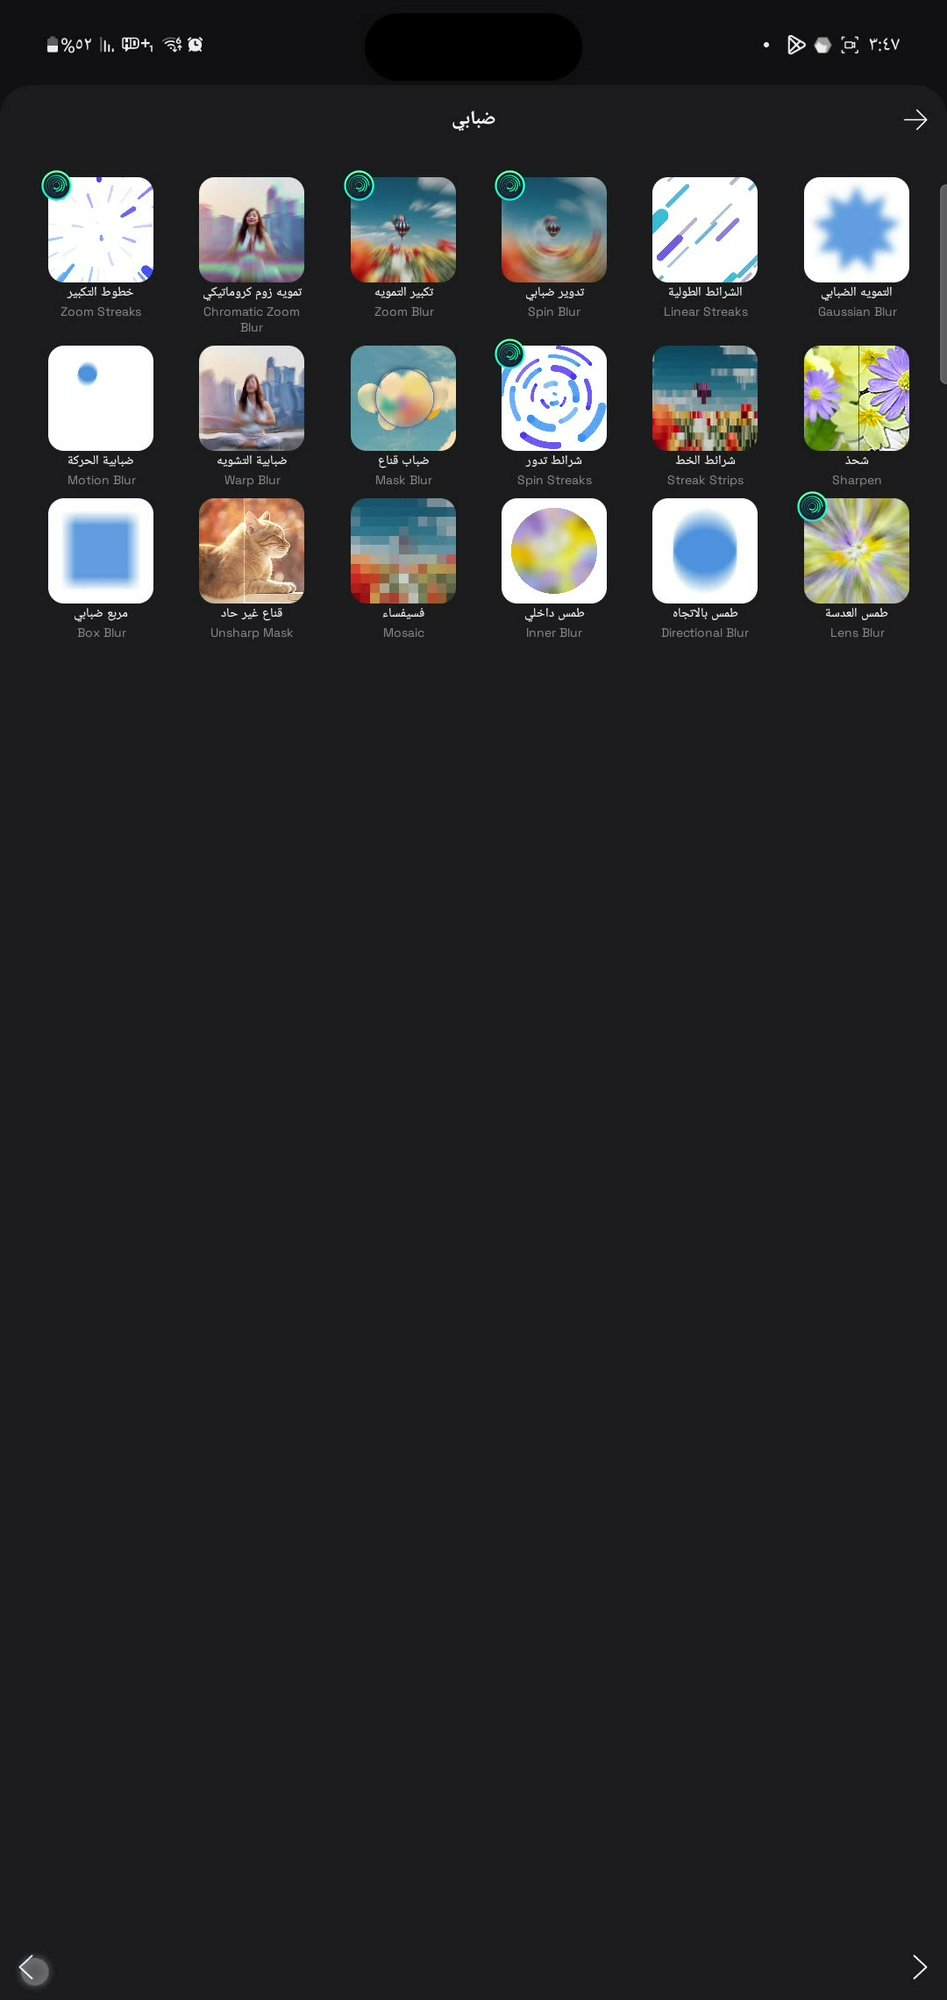 ٣:٤٧
%٥٢
ضبابي
التمويه الضبابي
Gaussian Blur
الشرائط الطولية
Linear Streaks
تدوير ضبابي
Spin Blur
تكبير التمويه
Zoom Blur
تمويه زوم كروماتيكي
Chromatic Zoom
Blur
خطوط التكبير
Zoom Streaks
شحذ
Sharpen
شرائط الخط
Streak Strips
شرائط تدور
Spin Streaks
ضباب قناع
Mask Blur
ضبابية التشويه
Warp Blur
ضبابية الحركة
Motion Blur
طمس العدسة
Lens Blur
طمس بالاتجاه
Directional Blur
طمس داخلي
Inner Blur
فسيفساء
Mosaic
قناع غير حاد
Unsharp Mask
مربع ضبابي
Box Blur